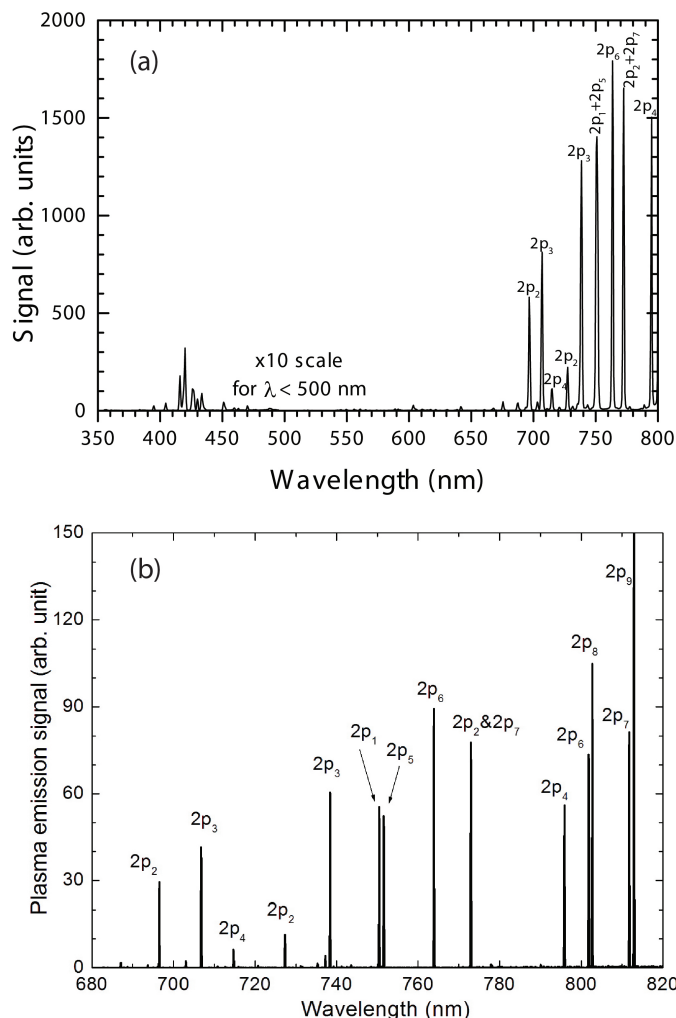 (a)
2000
1500
1000
500
0
Signal (arb. units)
x10 scale
for λ < 500 nm
2p₂
2p₃
2p₄
2p₂
2p₃
2p₁+2p₅
2p₆
2p₂+2p₇
2p₄
350 400 450 500 550 600 650 700 750 800
Wavelength (nm)
(b)
150
120
90
60
30
0
Plasma emission signal (arb. unit)
2p₂
2p₃
2p₄
2p₂
2p₃
2p₁
2p₅
2p₆
2p₂&2p₇
2p₄
2p₆
2p₈
2p₇
2p₉
680 700 720 740 760 780 800 820
Wavelength (nm)